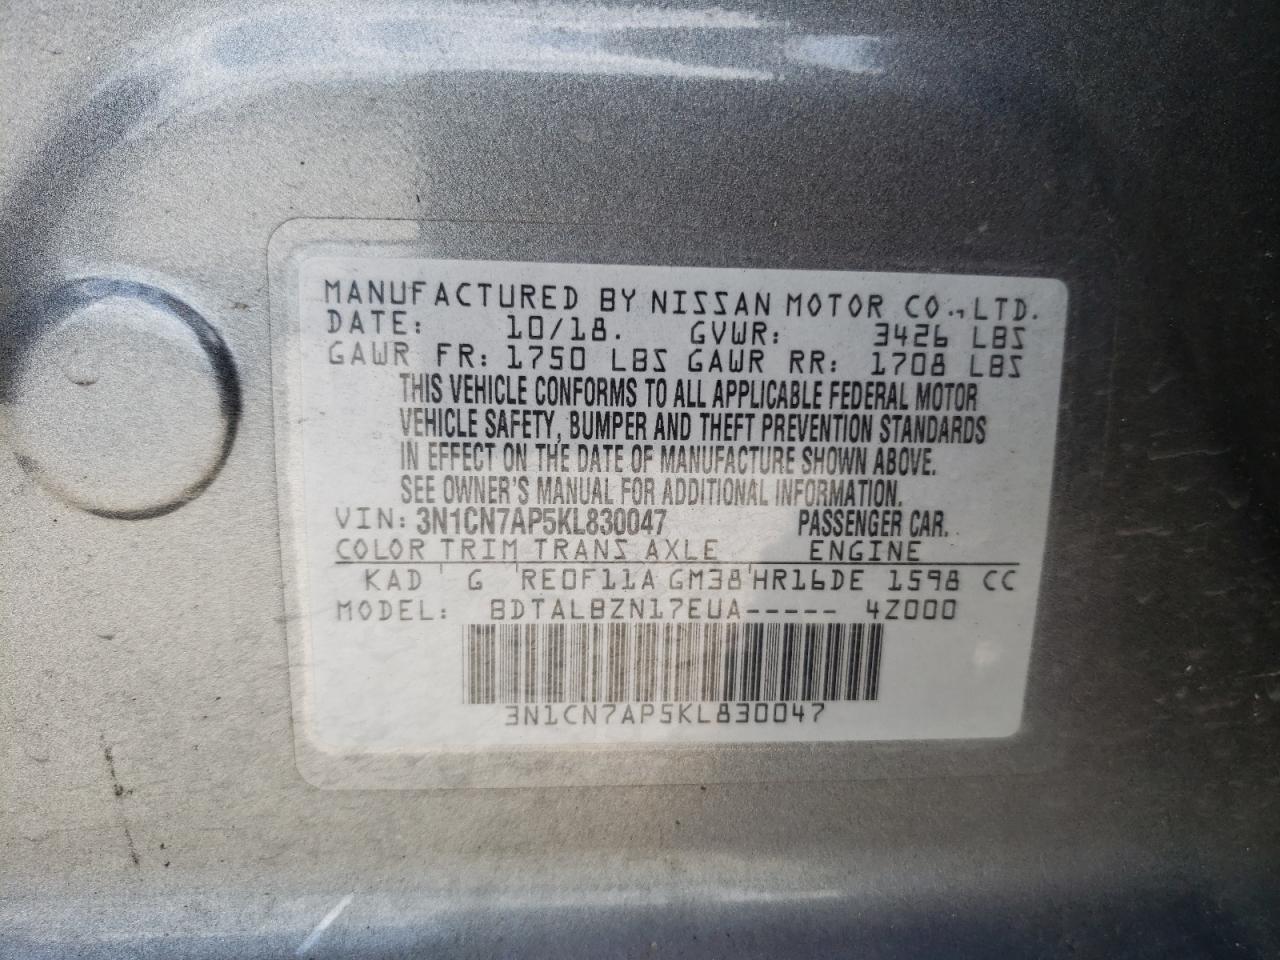 MANUFACTURED BY NISSAN MOTOR CO., LTD.
DATE: 10/18. GVWR: 3426 LBS
GAWR FR: 1750 LBS GAWR RR: 1708 LBS
THIS VEHICLE CONFORMS TO ALL APPLICABLE FEDERAL MOTOR
VEHICLE SAFETY, BUMPER AND THEFT PREVENTION STANDARDS
IN EFFECT ON THE DATE OF MANUFACTURE SHOWN ABOVE.
SEE OWNER'S MANUAL FOR ADDITIONAL INFORMATION.
VIN: 3N1CN7AP5KL830047 PASSENGER CAR.
COLOR TRIM TRANS AXLE ENGINE
KAD G RE0F11A GM38 HR16DE 1598 CC
MODEL: BDTALBZN17EUA----- 4Z000
3N1CN7AP5KL830047